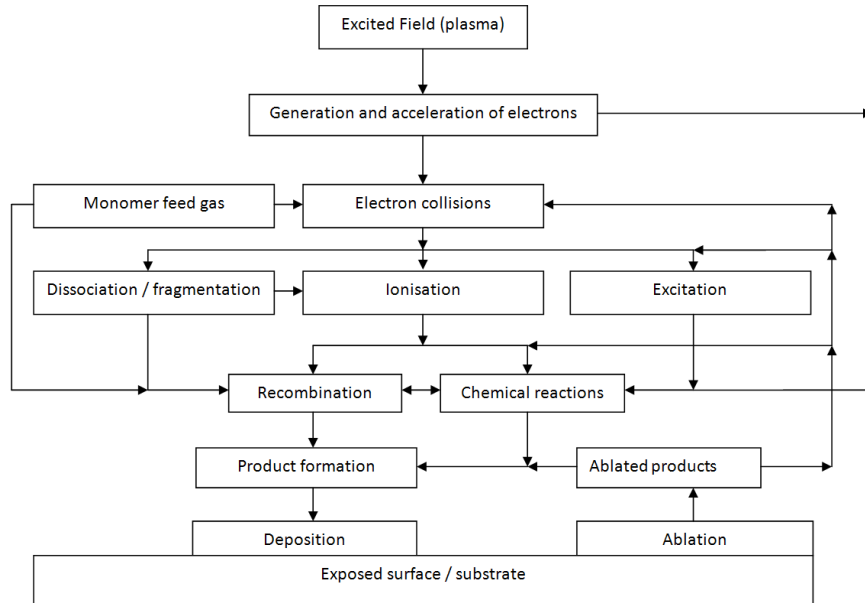 Excited Field (plasma)
Generation and acceleration of electrons
Monomer feed gas
Electron collisions
Dissociation / fragmentation
Ionisation
Excitation
Recombination
Chemical reactions
Product formation
Ablated products
Deposition
Ablation
Exposed surface / substrate